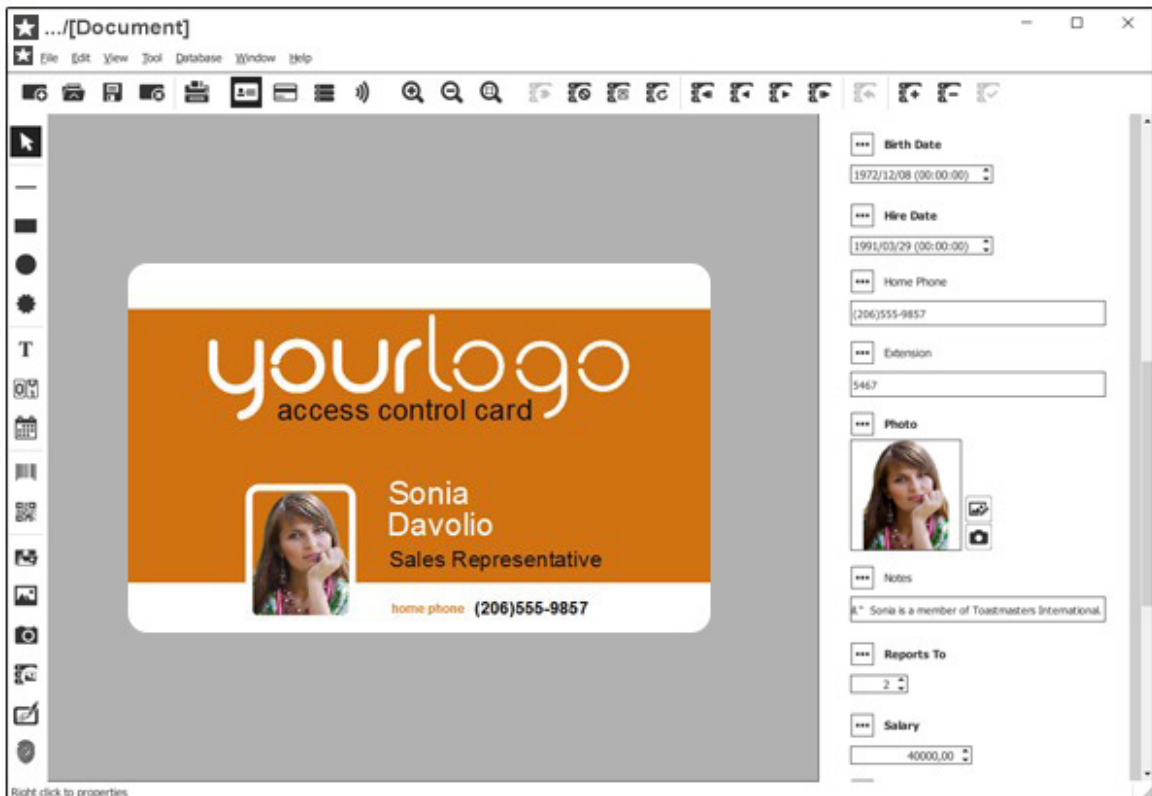 .../[Document]
File Edit View Tool Database Window Help
T
Birth Date
1972/12/08 (00:00:00)
Hire Date
1991/03/29 (00:00:00)
Home Phone
(206)555-9857
Extension
5467
Photo
Notes
Sonia is a member of Toastmasters International.
Reports To
2
Salary
40000,00
yourlogo
access control card
Sonia
Davolio
Sales Representative
home phone (206)555-9857
Right click to properties